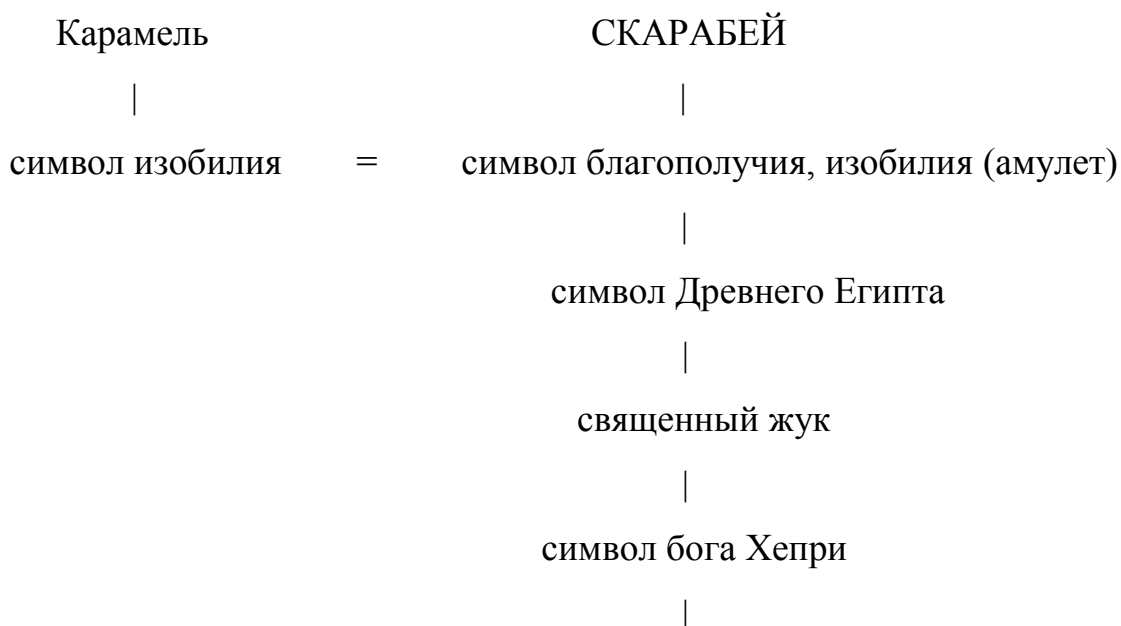 Карамель СКАРАБЕЙ
| |
символ изобилия = символ благополучия, изобилия (амулет)
|
символ Древнего Египта
|
священный жук
|
символ бога Хепри
|